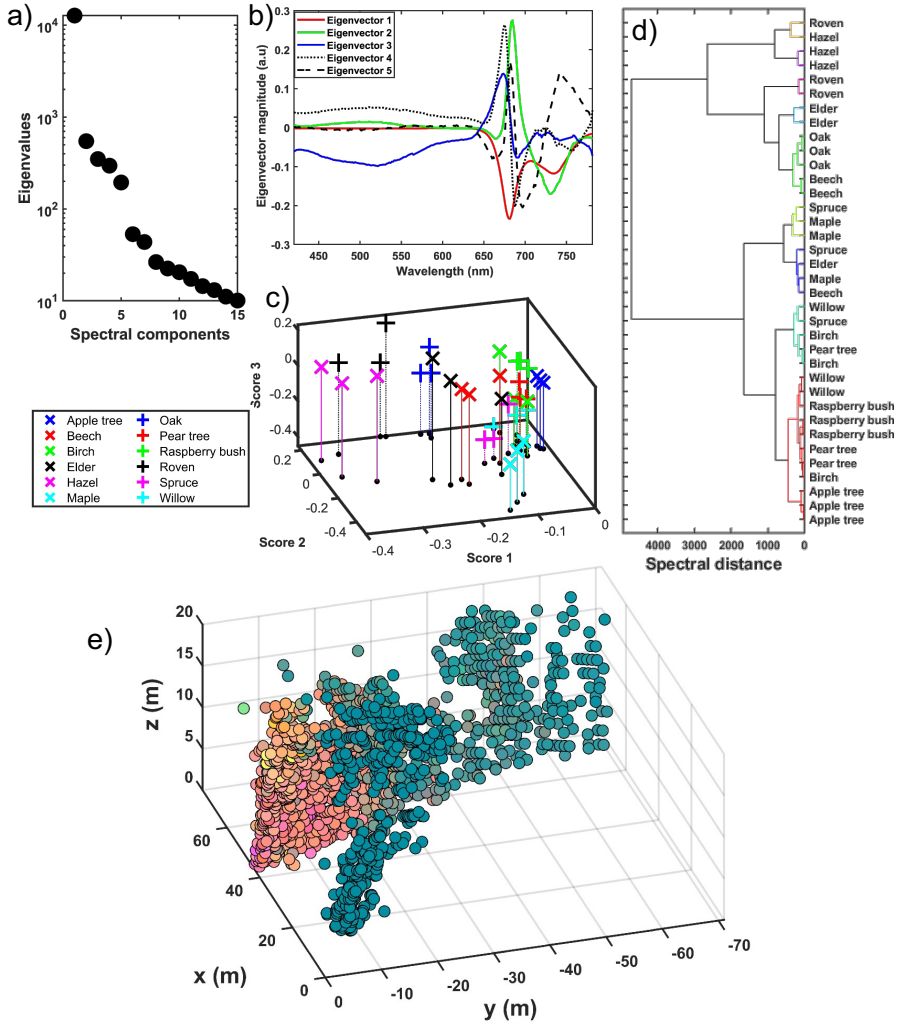 a)
10^4
10^3
10^2
10^1
Eigenvalues
0
5
10
15
Spectral components
b)
0.3
0.2
0.1
0
-0.1
-0.2
-0.3
Eigenvector magnitude (a.u)
Eigenvector 1
Eigenvector 2
Eigenvector 3
Eigenvector 4
Eigenvector 5
450
500
550
600
650
700
750
Wavelength (nm)
c)
0.2
0
-0.2
-0.4
Score 3
0.2
0
-0.2
-0.4
Score 2
-0.4
-0.3
-0.2
-0.1
0
Score 1
Apple tree
Beech
Birch
Elder
Hazel
Maple
Oak
Pear tree
Raspberry bush
Roven
Spruce
Willow
d)
Roven
Hazel
Hazel
Hazel
Roven
Roven
Elder
Elder
Oak
Oak
Oak
Beech
Beech
Spruce
Maple
Maple
Spruce
Elder
Maple
Beech
Willow
Spruce
Birch
Pear tree
Birch
Willow
Willow
Raspberry bush
Raspberry bush
Raspberry bush
Pear tree
Pear tree
Birch
Apple tree
Apple tree
Apple tree
4000
3000
2000
1000
0
Spectral distance
e)
20
15
10
5
0
z (m)
60
40
20
0
x (m)
0
-10
-20
-30
-40
-50
-60
-70
y (m)